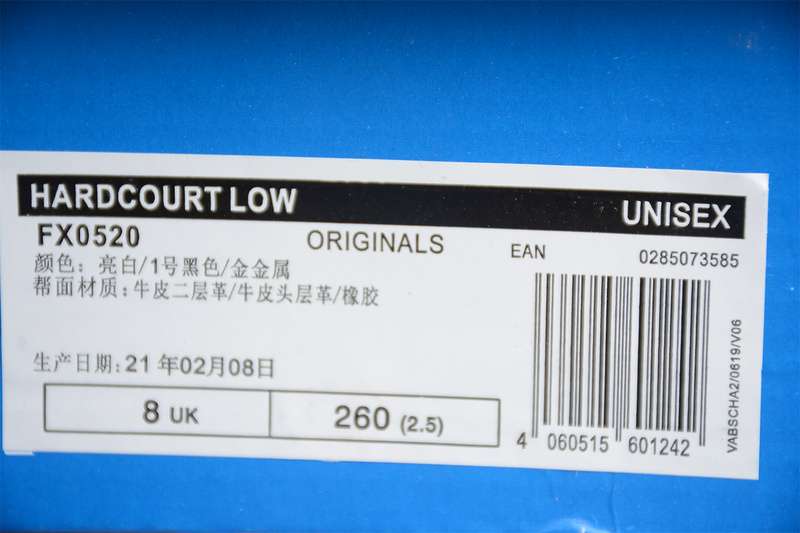 HARDCOURT LOW
UNISEX
FX0520
ORIGINALS
EAN
0285073585
颜色: 亮白/1号黑色/金金属
帮面材质: 牛皮二层革/牛皮头层革/橡胶
生产日期: 21 年02月08日
8 UK
260 (2.5)
4 060515 601242
VABSCHA2/0619/V06